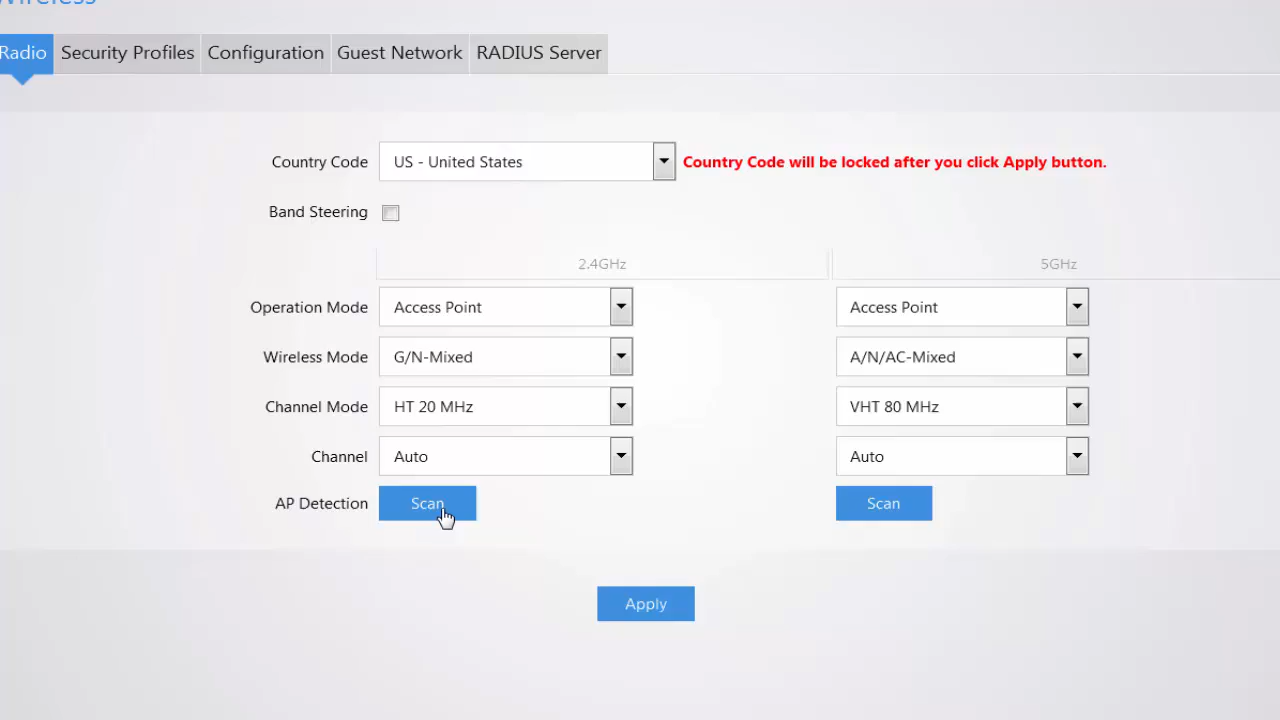 Wireless
Radio Security Profiles Configuration Guest Network RADIUS Server
Country Code US - United States Country Code will be locked after you click Apply button.
Band Steering
2.4GHz 5GHz
Operation Mode Access Point Access Point
Wireless Mode G/N-Mixed A/N/AC-Mixed
Channel Mode HT 20 MHz VHT 80 MHz
Channel Auto Auto
AP Detection Scan Scan
Apply